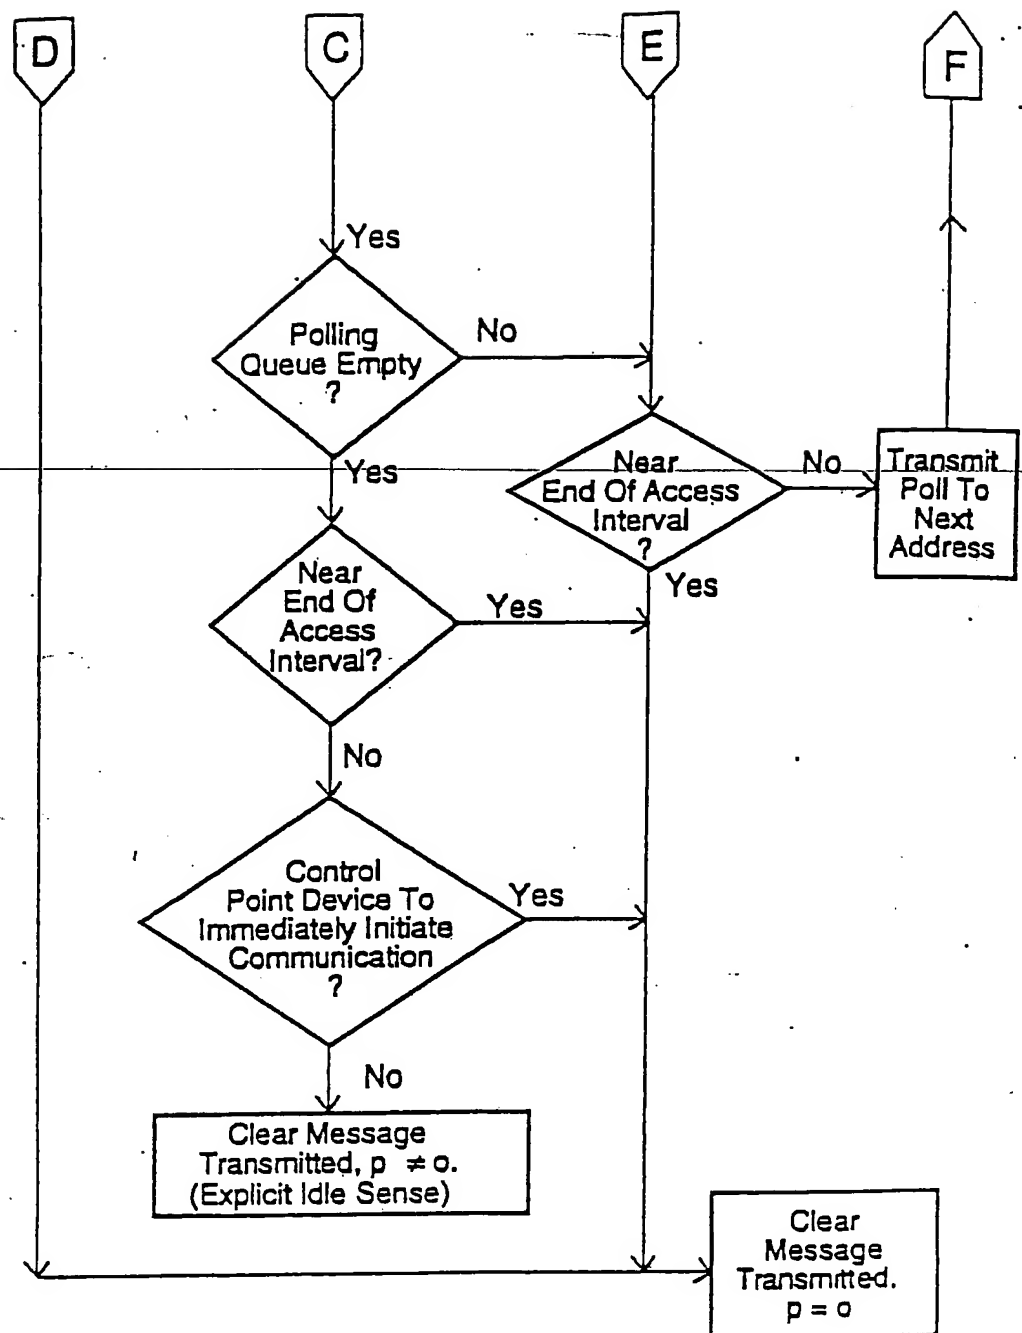 D
C
E
F
Yes
Polling
Queue Empty
?
No
Yes
Near
End Of Access
Interval
?
No
Transmit
Poll To
Next
Address
Yes
Near
End Of
Access
Interval?
Yes
No
Control
Point Device To
Immediately Initiate
Communication
?
Yes
No
Clear Message
Transmitted, p ≠ o.
(Explicit Idle Sense)
Clear
Message
Transmitted.
p = o